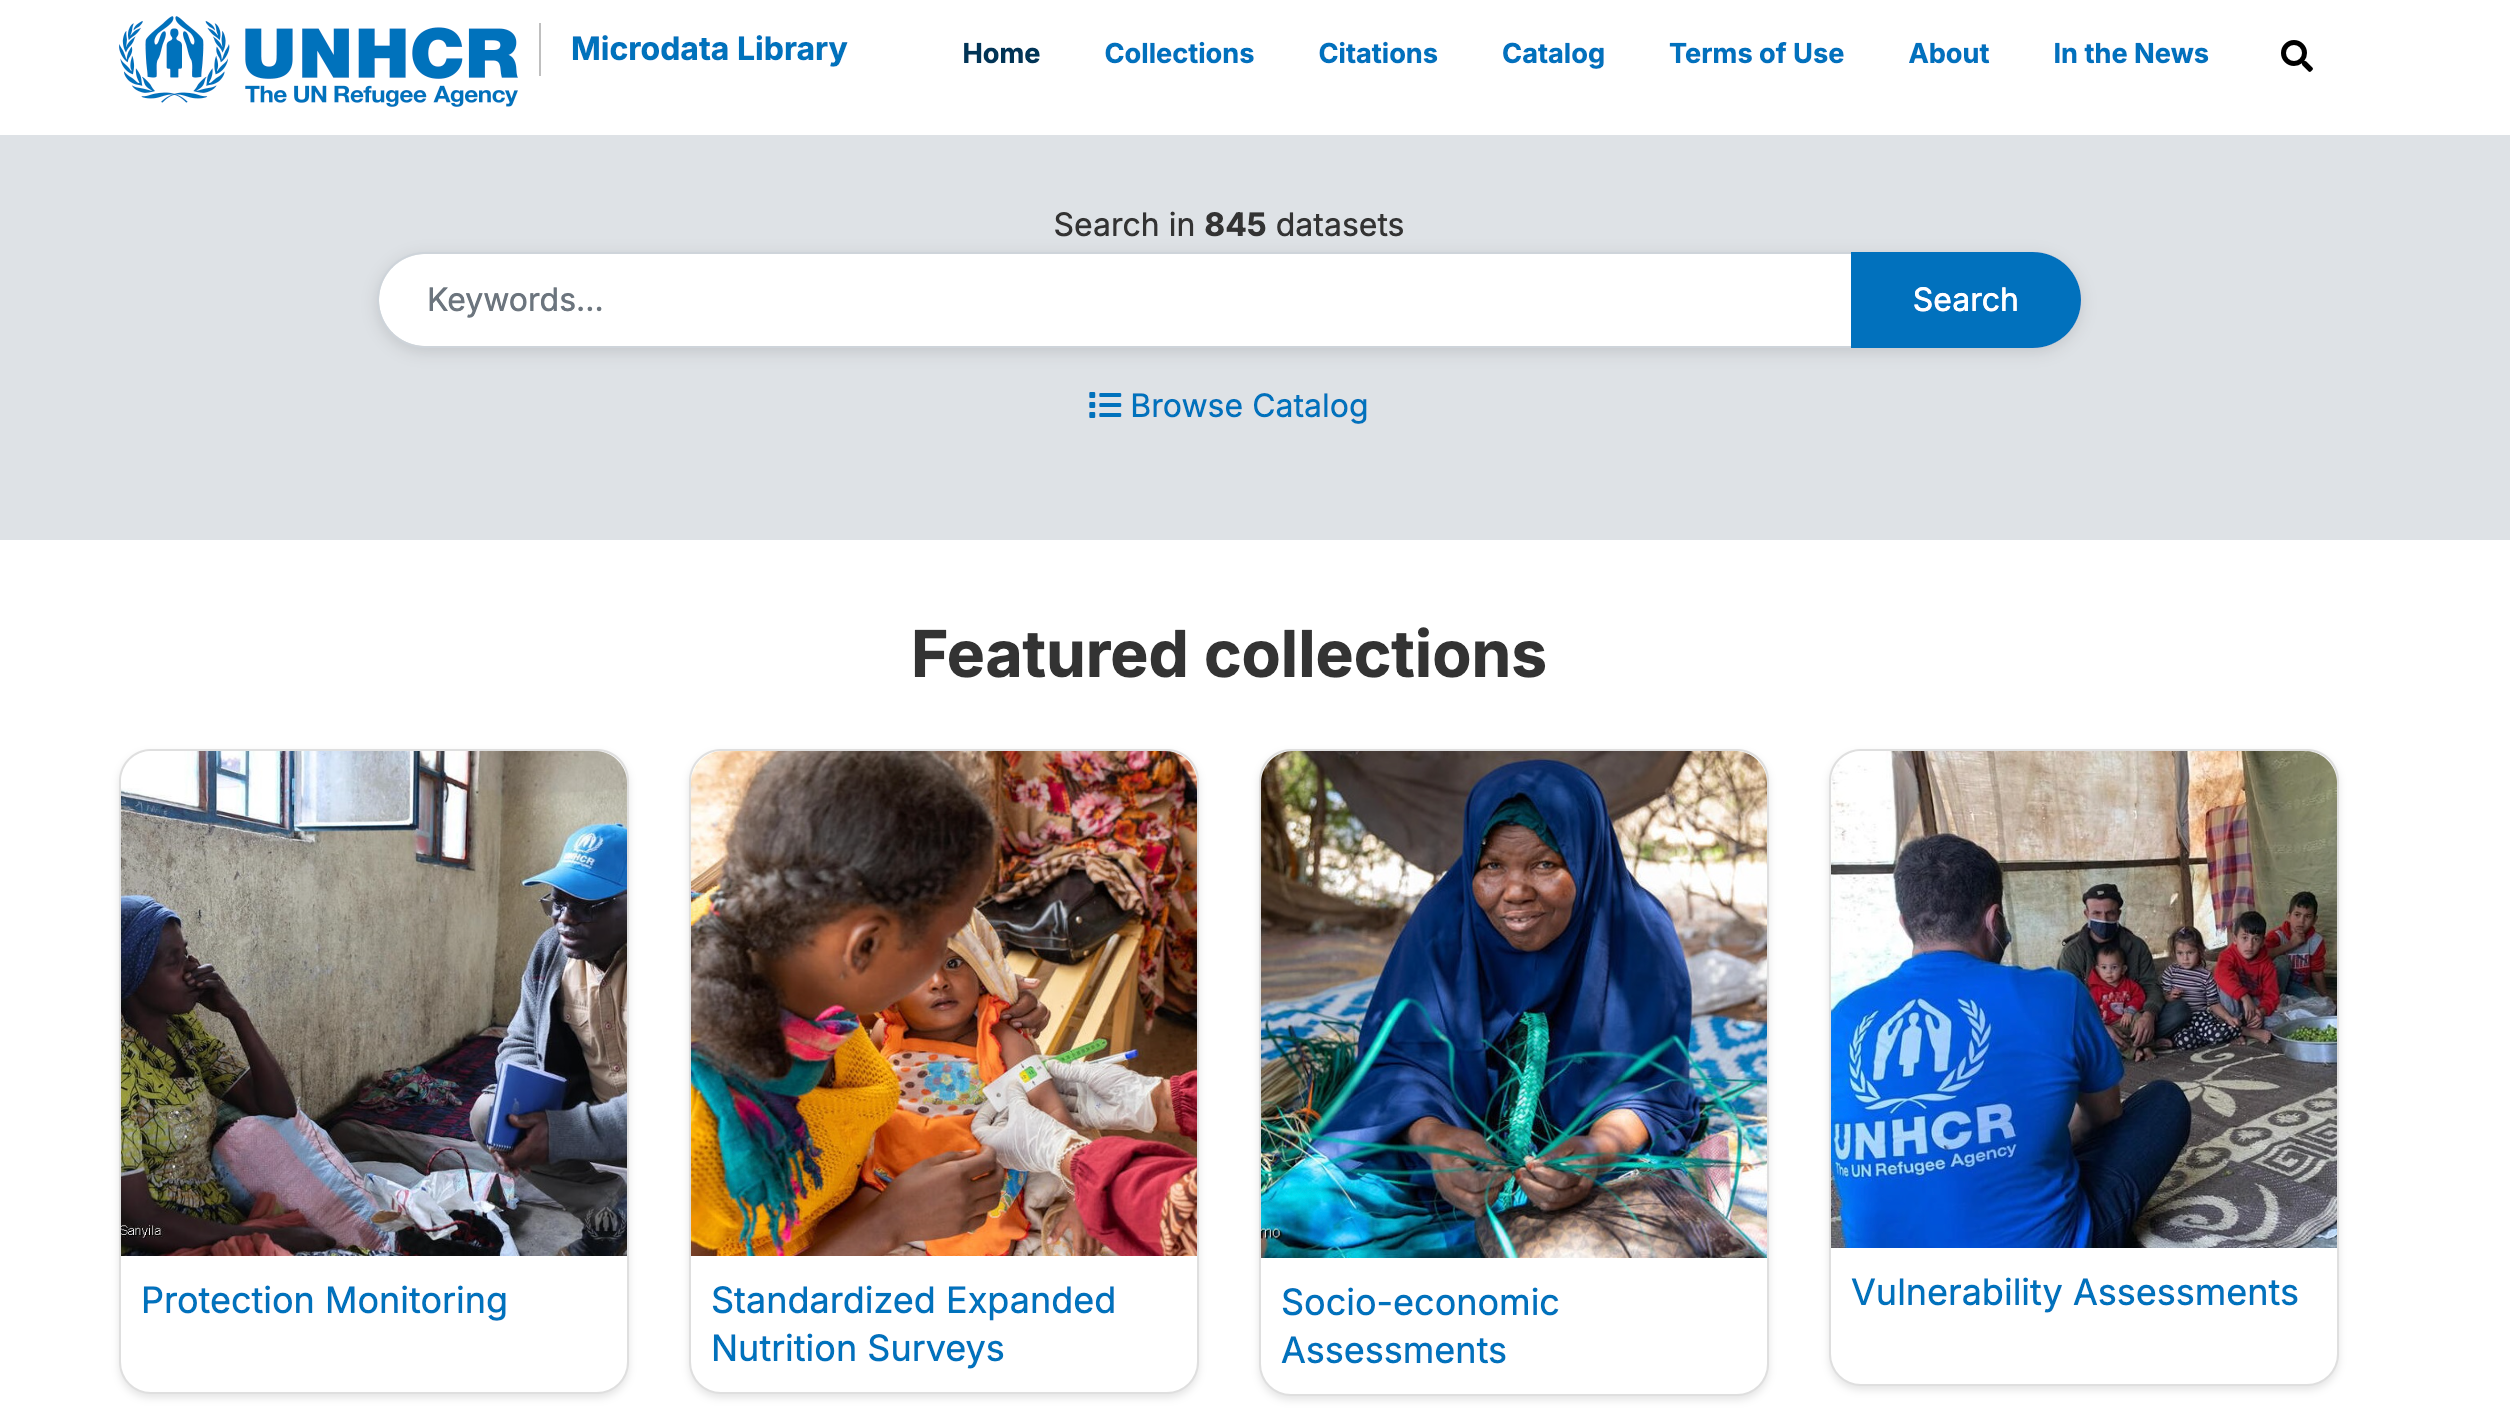 UNHCR
The UN Refugee Agency
Microdata Library
Home Collections Citations Catalog Terms of Use About In the News
Search in 845 datasets
Keywords...
Search
Browse Catalog
Featured collections
UNHCR
UNHCR
The UN Refugee Agency
Sanyila
mo
Protection Monitoring
Standardized Expanded
Nutrition Surveys
Socio-economic
Assessments
Vulnerability Assessments